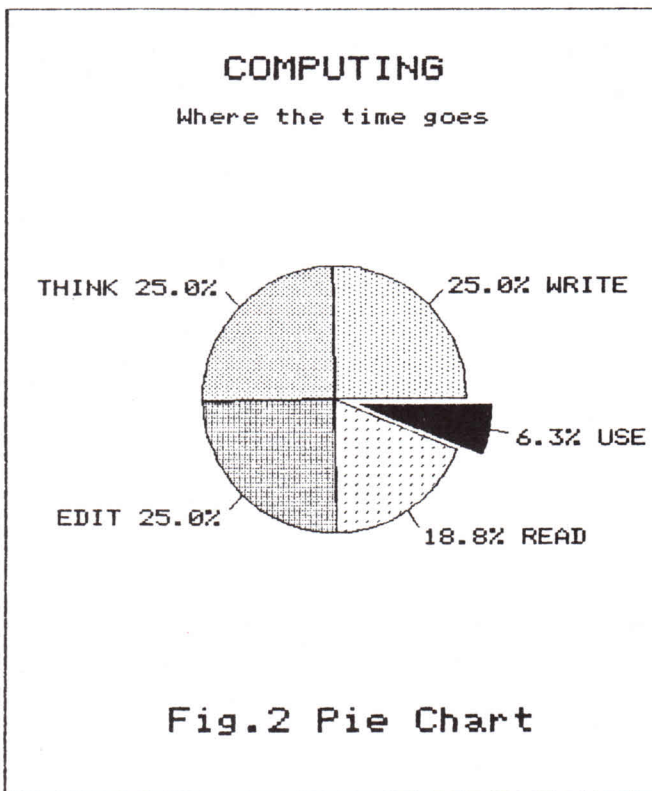 COMPUTING
Where the time goes
THINK 25.0%
25.0% WRITE
6.3% USE
EDIT 25.0%
18.8% READ
Fig.2 Pie Chart